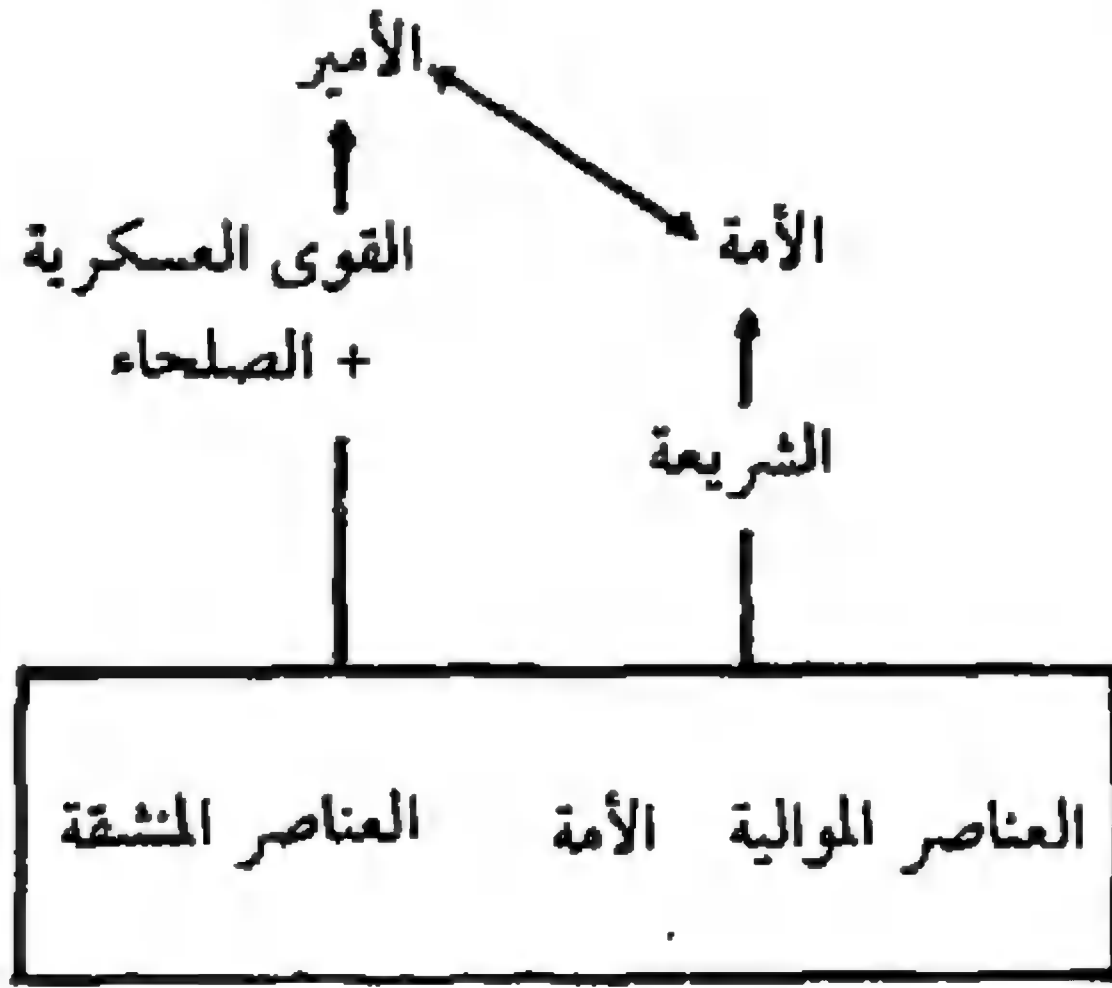 الأمير
الأمة
القوى العسكرية
+ الصلحاء
الشريعة
العناصر الموالية الأمة العناصر المنشقة